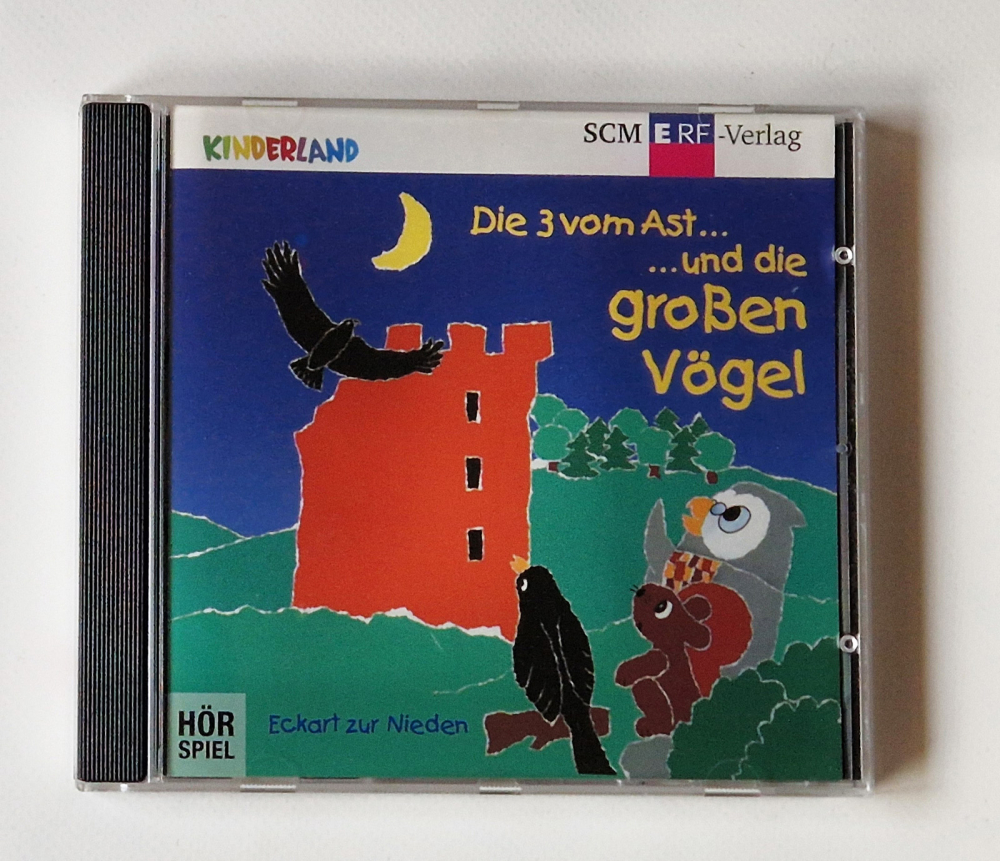 KINDERLAND
SCM ERF-Verlag
Die 3 vom Ast...
...und die
großen
Vögel
HÖR
SPIEL
Eckart zur Nieden